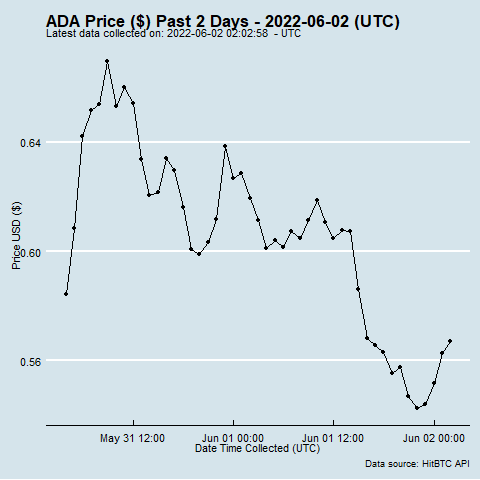 ADA Price ($) Past 2 Days - 2022-06-02 (UTC)
Latest data collected on: 2022-06-02 02:02:58 - UTC
0.64
0.60
0.56
Price USD ($)
May 31 12:00
Jun 01 00:00
Jun 01 12:00
Jun 02 00:00
Date Time Collected (UTC)
Data source: HitBTC API